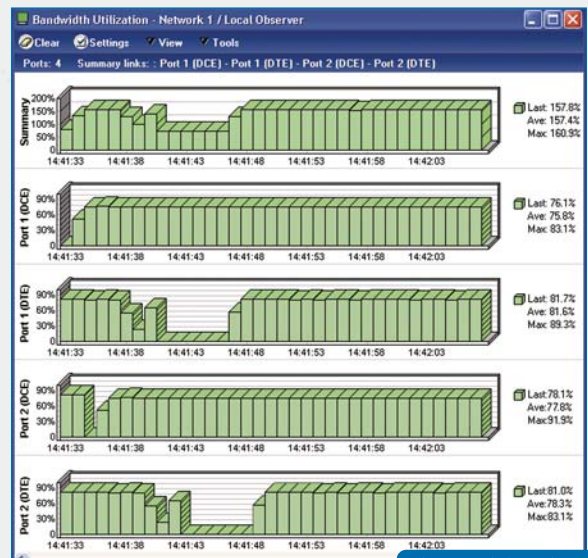 Bandwidth Utilization - Network 1 / Local Observer
Clear Settings View Tools
Ports: 4 Summary links: : Port 1 (DCE) - Port 1 (DTE) - Port 2 (DCE) - Port 2 (DTE)
Summary
200%
150%
100%
50%
0
14:41:33 14:41:38 14:41:43 14:41:48 14:41:53 14:41:58 14:42:03
Last: 157.8%
Ave: 157.4%
Max: 160.9%
Port 1 (DCE)
90%
60%
30%
0
14:41:33 14:41:38 14:41:43 14:41:48 14:41:53 14:41:58 14:42:03
Last: 76.1%
Ave: 75.8%
Max: 83.1%
Port 1 (DTE)
90%
60%
30%
0
14:41:33 14:41:38 14:41:43 14:41:48 14:41:53 14:41:58 14:42:03
Last: 81.7%
Ave: 81.6%
Max: 89.3%
Port 2 (DCE)
90%
60%
30%
0
14:41:33 14:41:38 14:41:43 14:41:48 14:41:53 14:41:58 14:42:03
Last:78.1%
Ave:77.8%
Max:91.9%
Port 2 (DTE)
90%
60%
30%
0
14:41:33 14:41:38 14:41:43 14:41:48 14:41:53 14:41:58 14:42:03
Last:81.0%
Ave:78.3%
Max:83.1%